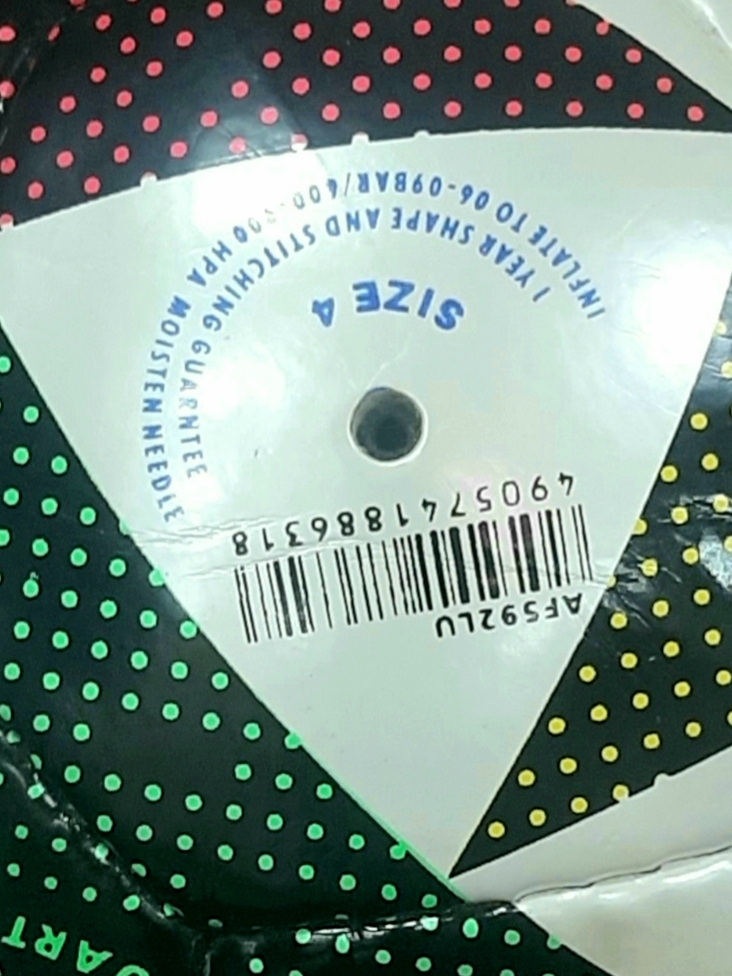 INFLATE TO 06-09BAR/600-900 HPA MOISTEN NEEDLE
1 YEAR SHAPE AND STITCHING GUARNTEE
SIZE 4
4905741886318
AF592LU
ART